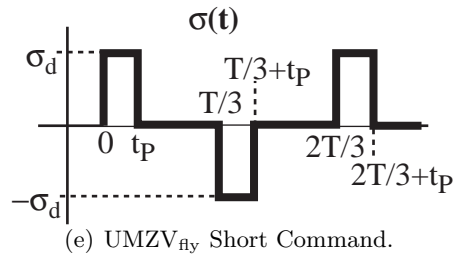 σ(t)
σd
T/3+tP
T/3
0 tP
2T/3
2T/3+tP
−σd
(e) UMZVfly Short Command.